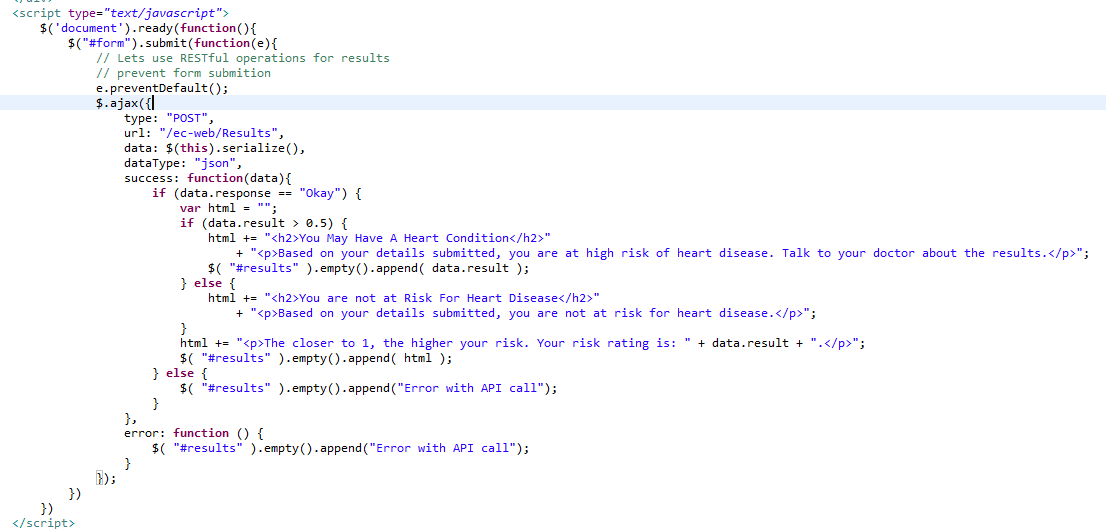 </div>
<script type="text/javascript">
    $('document').ready(function(){
        $("#form").submit(function(e){
            // Lets use RESTful operations for results
            // prevent form submition
            e.preventDefault();
            $.ajax({
                type: "POST",
                url: "/ec-web/Results",
                data: $(this).serialize(),
                dataType: "json",
                success: function(data){
                    if (data.response == "Okay") {
                        var html = "";
                        if (data.result > 0.5) {
                            html += "<h2>You May Have A Heart Condition</h2>"
                                + "<p>Based on your details submitted, you are at high risk of heart disease. Talk to your doctor about the results.</p>";
                            $( "#results" ).empty().append( data.result );
                        } else {
                            html += "<h2>You are not at Risk For Heart Disease</h2>"
                                + "<p>Based on your details submitted, you are not at risk for heart disease.</p>";
                        }
                        html += "<p>The closer to 1, the higher your risk. Your risk rating is: " + data.result + ".</p>";
                        $( "#results" ).empty().append( html );
                    } else {
                        $( "#results" ).empty().append("Error with API call");
                    }
                },
                error: function () {
                    $( "#results" ).empty().append("Error with API call");
                }
            });
        })
    })
</script>